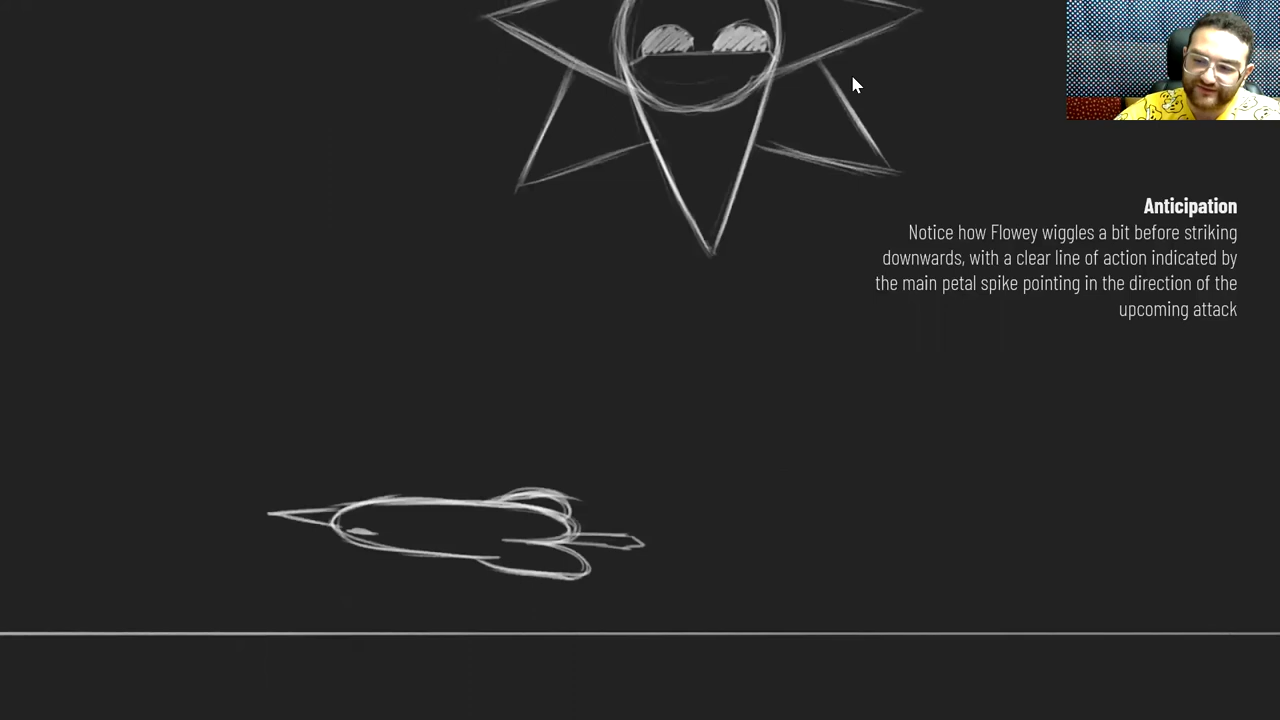 Anticipation
Notice how Flowey wiggles a bit before striking
downwards, with a clear line of action indicated by
the main petal spike pointing in the direction of the
upcoming attack